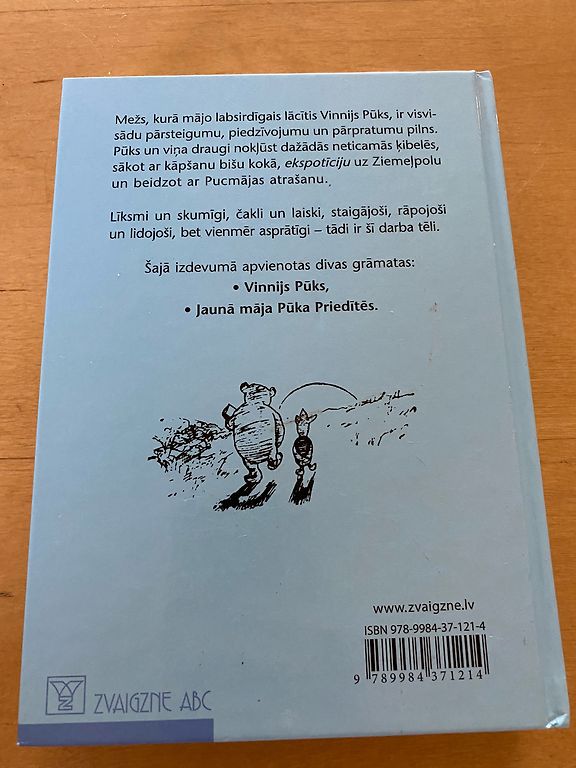 Mežs, kurā mājo labsirdīgais lācītis Vinnijs Pūks, ir visvi-
sādu pārsteigumu, piedzīvojumu un pārpratumu pilns.
Pūks un viņa draugi nokļūst dažādās neticamās ķibelēs,
sākot ar kāpšanu bišu kokā, ekspotīciju uz Ziemeļpolu
un beidzot ar Pucmājas atrašanu.
Līksmi un skumīgi, čakli un laiski, staigājoši, rāpojoši
un lidojoši, bet vienmēr asprātīgi – tādi ir šī darba tēli.
Šajā izdevumā apvienotas divas grāmatas:
• Vinnijs Pūks,
• Jaunā māja Pūka Priedītēs.
www.zvaigzne.lv
ISBN 978-9984-37-121-4
9 789984 371214
ZVAIGZNE ABC